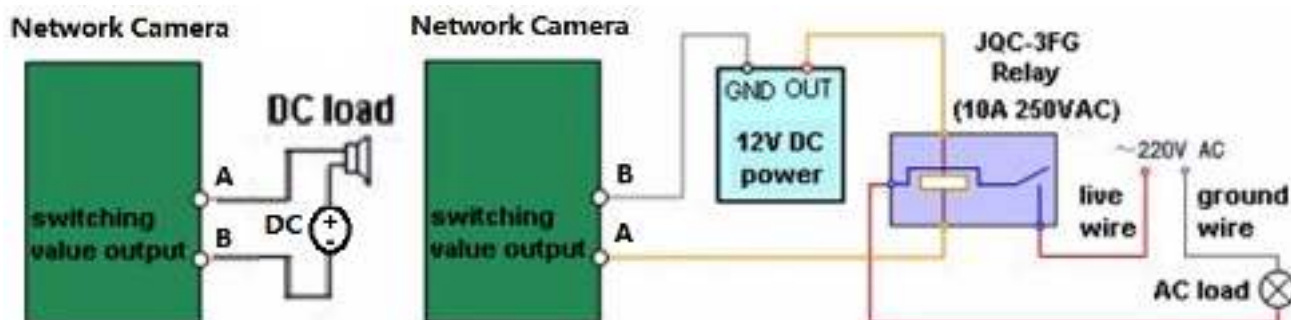 Network Camera
DC load
A
switching
value output
B
DC
+
-
Network Camera
GND OUT
12V DC
power
B
A
switching
value output
JQC-3FG
Relay
(10A 250VAC)
~220V AC
live
wire
ground
wire
AC load